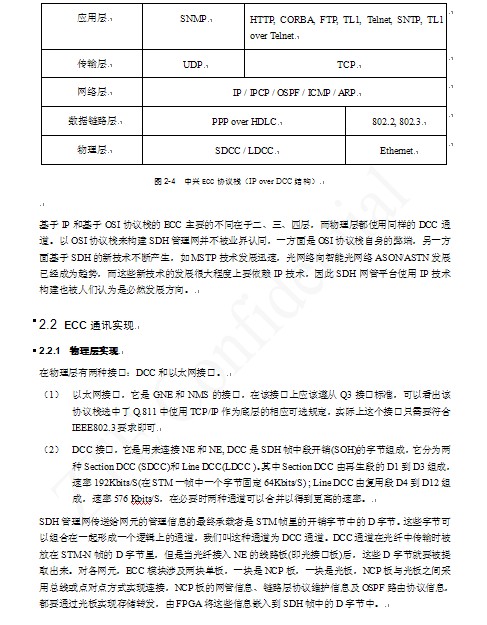 应用层
SNMP
HTTP, CORBA, FTP, TL1, Telnet, SNTP, TL1
over Telnet
传输层
UDP
TCP
网络层
IP / IPCP / OSPF / ICMP / ARP
数据链路层
PPP over HDLC
802.2, 802.3
物理层
SDCC / LDCC
Ethernet
图 2-4 中兴 ECC 协议栈（IP over DCC 结构）
基于 IP 和基于 OSI 协议栈的 ECC 主要的不同在于二、三、四层，而物理层都使用同样的 DCC 通
道。以 OSI 协议栈来构建 SDH 管理网并不被业界认同，一方面是 OSI 协议栈自身的弊端，另一方
面基于 SDH 的新技术不断产生，如 MSTP 技术发展迅速，光网络向智能光网络 ASON/ASTN 发展
已经成为趋势，而这些新技术的发展很大程度上要依赖 IP 技术，因此 SDH 网管平台使用 IP 技术
构建也被人们认为是必然发展方向。
2.2 ECC 通讯实现
2.2.1 物理层实现
在物理层有两种接口：DCC 和以太网接口。
（1） 以太网接口，它是 GNE 和 NMS 的接口，在该接口上应该遵从 Q3 接口标准，可以看出该
协议栈选中了 Q.811 中使用 TCP/IP 作为底层的相应可选规定，实际上这个接口只需要符合
IEEE802.3 要求即可。
（2） DCC 接口，它是用来连接 NE 和 NE, DCC 是 SDH 帧中段开销(SOH)的字节组成，它分为两
种 Section DCC (SDCC)和 Line DCC(LDCC )。其中 Section DCC 由再生段的 D1 到 D3 组成，
速率 192Kbits/S(在 STM 一帧中一个字节固定 64Kbits/S)；Line DCC 由复用段 D4 到 D12 组
成，速率 576 Kbits/S，在必要时两种通道可以合并以得到更高的速率。
SDH 管理网传送给网元的管理信息的最终承载者是 STM 帧里的开销字节中的 D 字节。这些字节可
以组合在一起形成一个逻辑上的通道，我们叫这种通道为 DCC 通道。DCC 通道在光纤中传输时被
放在 STM-N 帧的 D 字节里，但是当光纤接入 NE 的线路板(即光接口板)后，这些 D 字节就要被提
取出来。对各网元，ECC 模块涉及两块单板，一块是 NCP 板，一块是光板，NCP 板与光板之间采用
总线或点对点方式实现连接，NCP 板的网管信息、链路层协议维护信息及 OSPF 路由协议信息，
都要通过光板实现存储转发，由 FPGA 将这些信息嵌入到 SDH 帧中的 D 字节中。